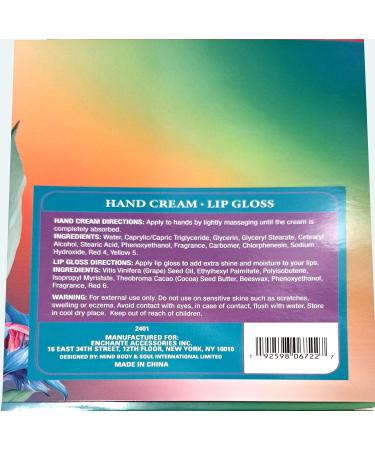 HAND CREAM • LIP GLOSS
HAND CREAM DIRECTIONS: Apply to hands by lightly massaging until the cream is
completely absorbed.
INGREDIENTS: Water, Caprylic/Capric Triglyceride, Glycerin, Glyceryl Stearate, Cetearyl
Alcohol, Stearic Acid, Phenoxyethanol, Fragrance, Carbomer, Chlorphenesin, Sodium
Hydroxide, Red 4, Yellow 5.
LIP GLOSS DIRECTIONS: Apply lip gloss to add extra shine and moisture to your lips.
INGREDIENTS: Vitis Vinifera (Grape) Seed Oil, Ethylhexyl Palmitate, Polyisobutene,
Isopropyl Myristate, Theobroma Cacao (Cocoa) Seed Butter, Beeswax, Phenoxyethanol,
Fragrance, Red 6.
WARNING: For external use only. Do not use on sensitive skins such as scratches,
swelling or eczema. Avoid contact with eyes, in case of contact, flush with water. Store
in cool dry place. Keep out of reach of children.
2401
MANUFACTURED FOR:
ENCHANTE ACCESSORIES INC.
16 EAST 34TH STREET, 12TH FLOOR, NEW YORK, NY 10016
DESIGNED BY: MIND BODY & SOUL INTERNATIONAL LIMITED
MADE IN CHINA
1 92598 06722 7